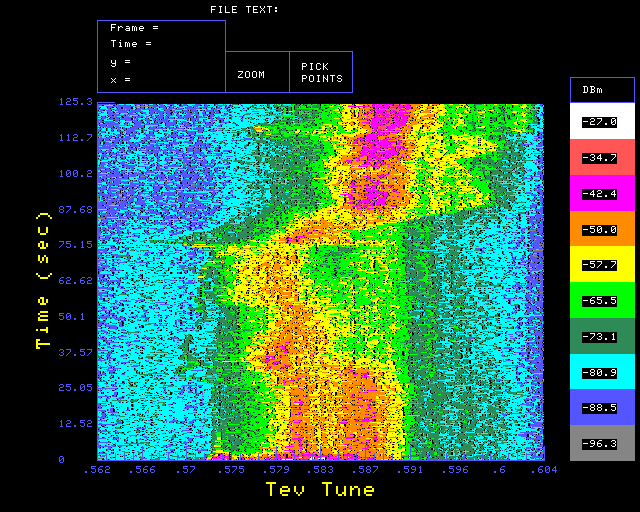 FILE TEXT:
Frame =
Time =
y =
x =
ZOOM
PICK
POINTS
DBm
-27.0
-34.7
-42.4
-50.0
-57.7
-65.5
-73.1
-80.9
-88.5
-96.3
Time (sec)
125.3
112.7
100.2
87.68
75.15
62.62
50.1
37.52
25.05
12.52
0
.562 .566 .57 .575 .579 .583 .587 .591 .596 .6 .604
Tev Tune